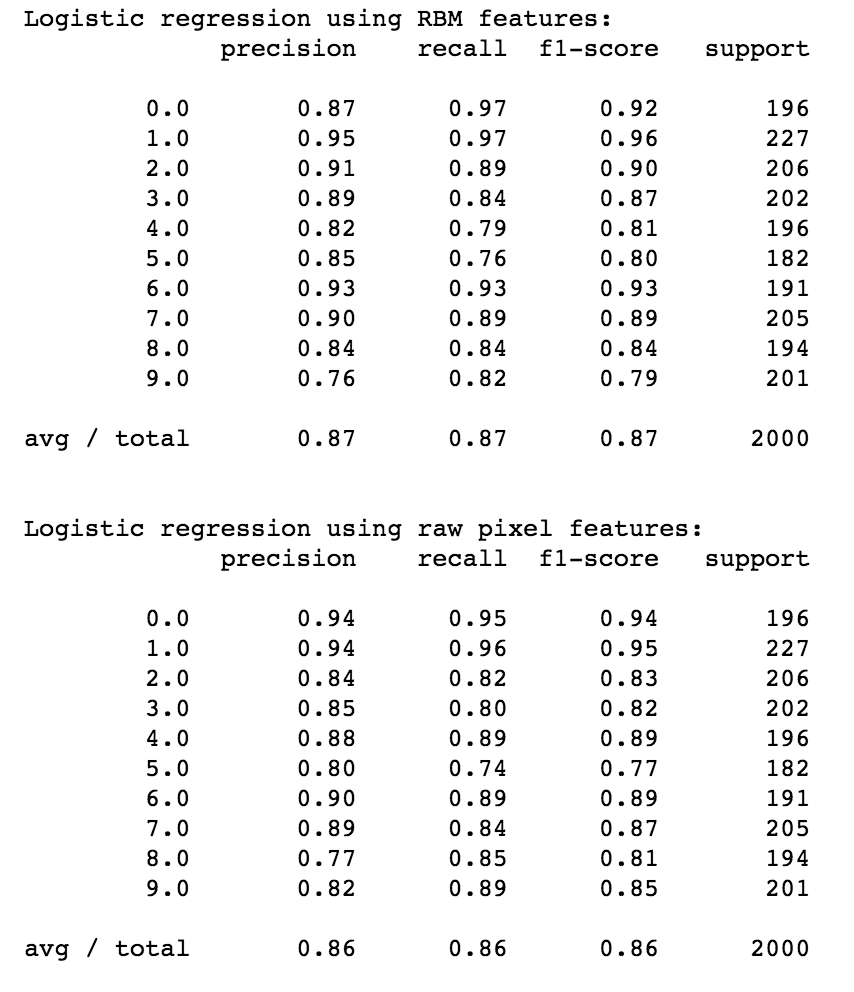 Logistic regression using RBM features:
precision recall f1-score support
0.0 0.87 0.97 0.92 196
1.0 0.95 0.97 0.96 227
2.0 0.91 0.89 0.90 206
3.0 0.89 0.84 0.87 202
4.0 0.82 0.79 0.81 196
5.0 0.85 0.76 0.80 182
6.0 0.93 0.93 0.93 191
7.0 0.90 0.89 0.89 205
8.0 0.84 0.84 0.84 194
9.0 0.76 0.82 0.79 201
avg / total 0.87 0.87 0.87 2000
Logistic regression using raw pixel features:
precision recall f1-score support
0.0 0.94 0.95 0.94 196
1.0 0.94 0.96 0.95 227
2.0 0.84 0.82 0.83 206
3.0 0.85 0.80 0.82 202
4.0 0.88 0.89 0.89 196
5.0 0.80 0.74 0.77 182
6.0 0.90 0.89 0.89 191
7.0 0.89 0.84 0.87 205
8.0 0.77 0.85 0.81 194
9.0 0.82 0.89 0.85 201
avg / total 0.86 0.86 0.86 2000